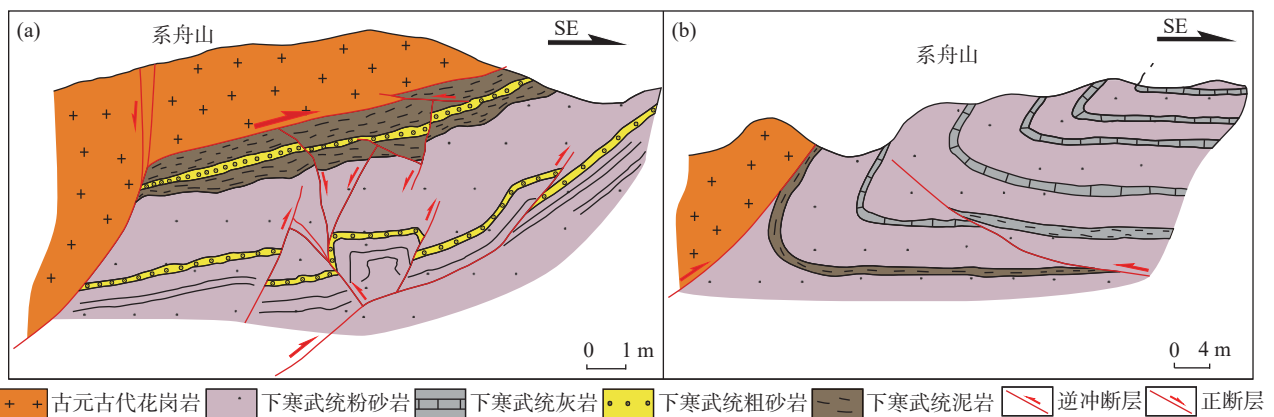 (a)
系舟山
SE
0 1 m
(b)
系舟山
SE
0 4 m
古元古代花岗岩 下寒武统粉砂岩 下寒武统灰岩 下寒武统粗砂岩 下寒武统泥岩 逆冲断层 正断层